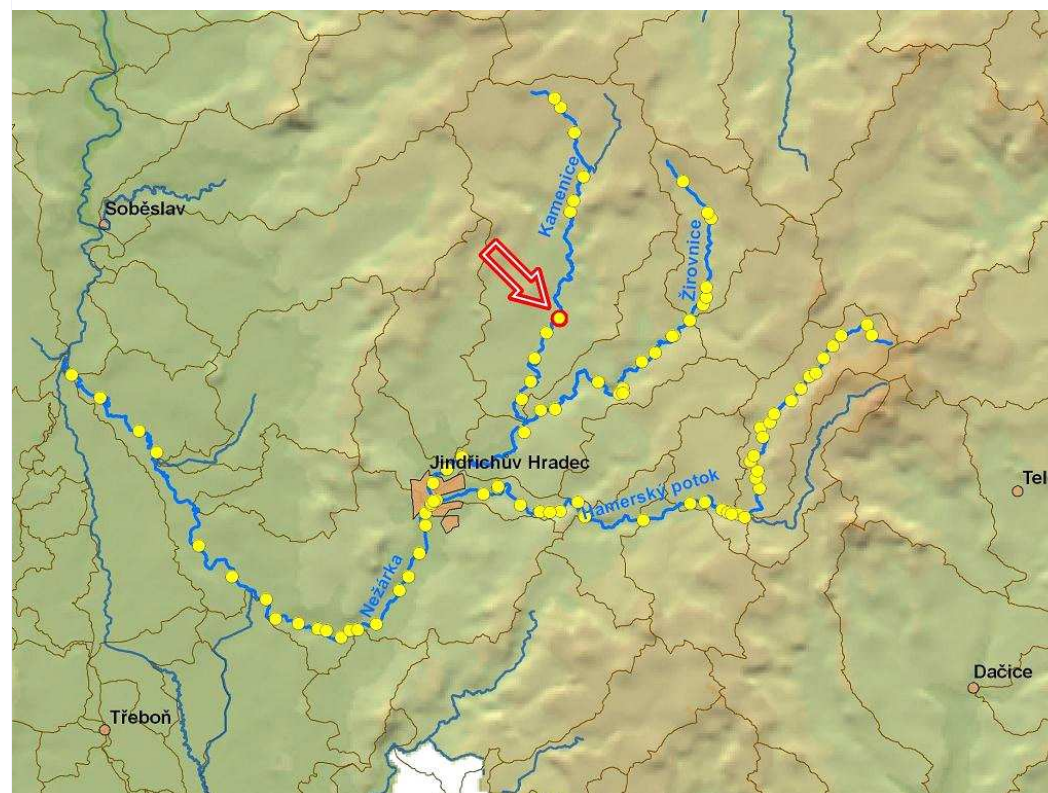 Soběslav
Kamenice
Žirovnice
Jindřichův Hradec
Hamerský potok
Tel
Nežárka
Dačice
Třeboň